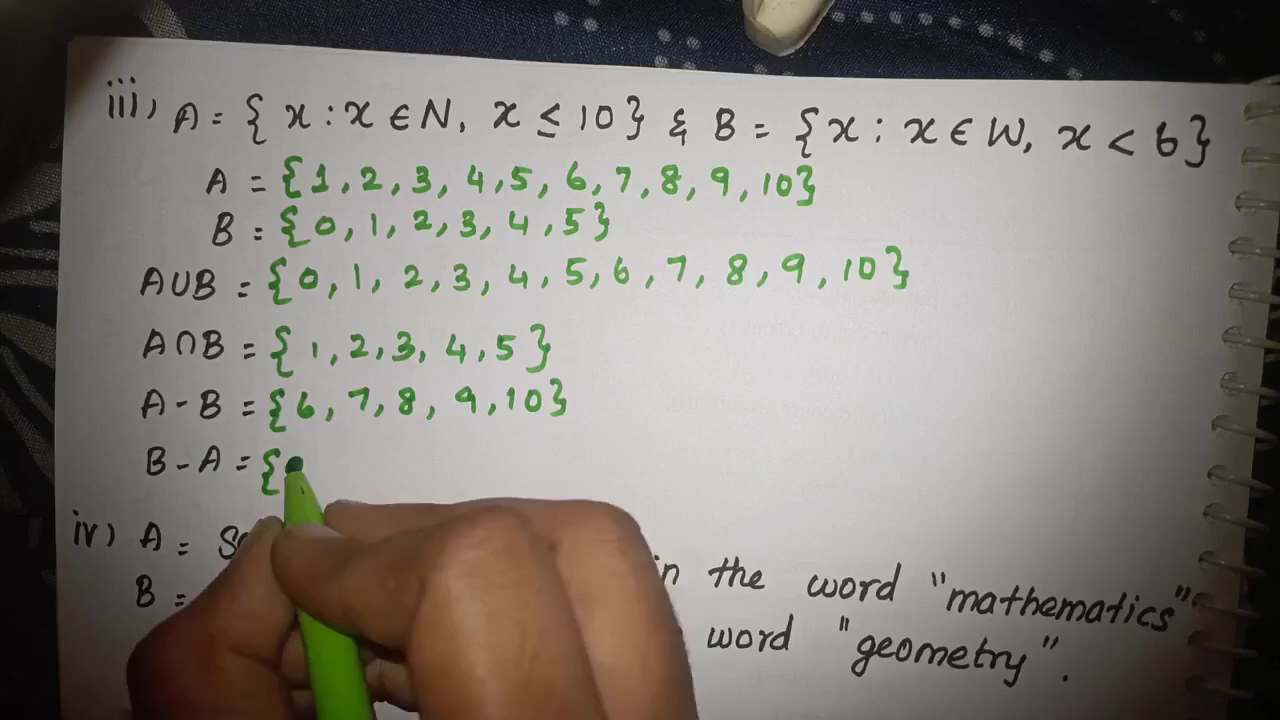 iii) A = { x : x ∈ N, x ≤ 10} & B = {x : x ∈ W, x < 6}
A = {1, 2, 3, 4, 5, 6, 7, 8, 9, 10}
B = {0, 1, 2, 3, 4, 5}
A∪B = {0, 1, 2, 3, 4, 5, 6, 7, 8, 9, 10}
A∩B = {1, 2, 3, 4, 5}
A-B = {6, 7, 8, 9, 10}
B-A = {
iv) A = in the word "mathematics"
B = word "geometry".